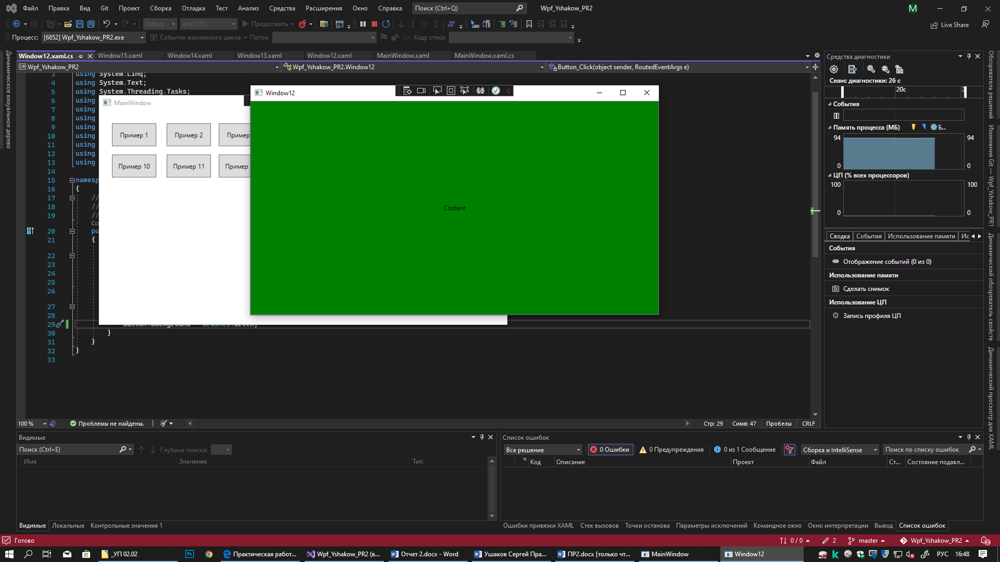 Файл Правка Вид Git Проект Сборка Отладка Тест Анализ Средства Расширения Окно Справка Поиск (Ctrl+Q) Wpf_Yshakow_PR2 M
Debug Any CPU Продолжить Live Share
Процесс: [6852] Wpf_Yshakow_PR2.exe События жизненного цикла Поток: Кадр стека:
Динамическое визуальное дерево
Window12.xaml.cs Window15.xaml Window14.xaml Window13.xaml Window12.xaml MainWindow.xaml MainWindow.xaml.cs
Wpf_Yshakow_PR2 Wpf_Yshakow_PR2.Window12 Button_Click(object sender, RoutedEventArgs e)
3 using System.Linq;
4 using System.Text;
5 using System.Threading.Tasks;
6 using
7 using
8 using
9 using
10 using
11 using
12 using
13 using
14
15 namesp
16 {
17 //
18 //
19 //
Сс
20 pu
21 {
22
23
24
25
26
27
28
29 Button.Background = Brushes.Green;
30 }
31 }
32 }
33
MainWindow
Пример 1 Пример 2 Пример
Пример 10 Пример 11 Пример
Window12
Content
100 % Проблемы не найдены. Стр: 29 Симв: 47 Пробелы CRLF
Средства диагностики
Сеанс диагностики: 26 с
20с 3
События
Память процесса (МБ) Б...
94 94
0 0
ЦП (% всех процессоров)
100 100
0 0
Сводка События Использование памяти Ис
События
Отображение событий (0 из 0)
Использование памяти
Сделать снимок
Использование ЦП
Запись профиля ЦП
Обозреватель решений
Изменения Git — Wpf_Yshakow_PR1
Динамический обозреватель свойств
Динамический просмотр для XAML
Видимые
Поиск (Ctrl+E) Глубина поиска:
Имя Значение Тип
Видимые Локальные Контрольные значения 1
Список ошибок
Все решение 0 Ошибки 0 Предупреждения 0 из 1 Сообщение Сборка и IntelliSense Поиск по списку ошибок
Код Описание Проект Файл Ст... Состояние подавл...
Ошибки привязки XAML Стек вызовов Точки останова Параметры исключений Командное окно Окно интерпретации Вывод Список ошибок
Готово 0 / 0 2 master Wpf_Yshakow_PR2 2
_УП 02.02 Ps Практическая работ... Wpf_Yshakow_PR2 (в... Отчет 2.docx - Word Ушаков Сергей Пра... ПР2.docx [только чт... MainWindow Window12 РУС 16:48